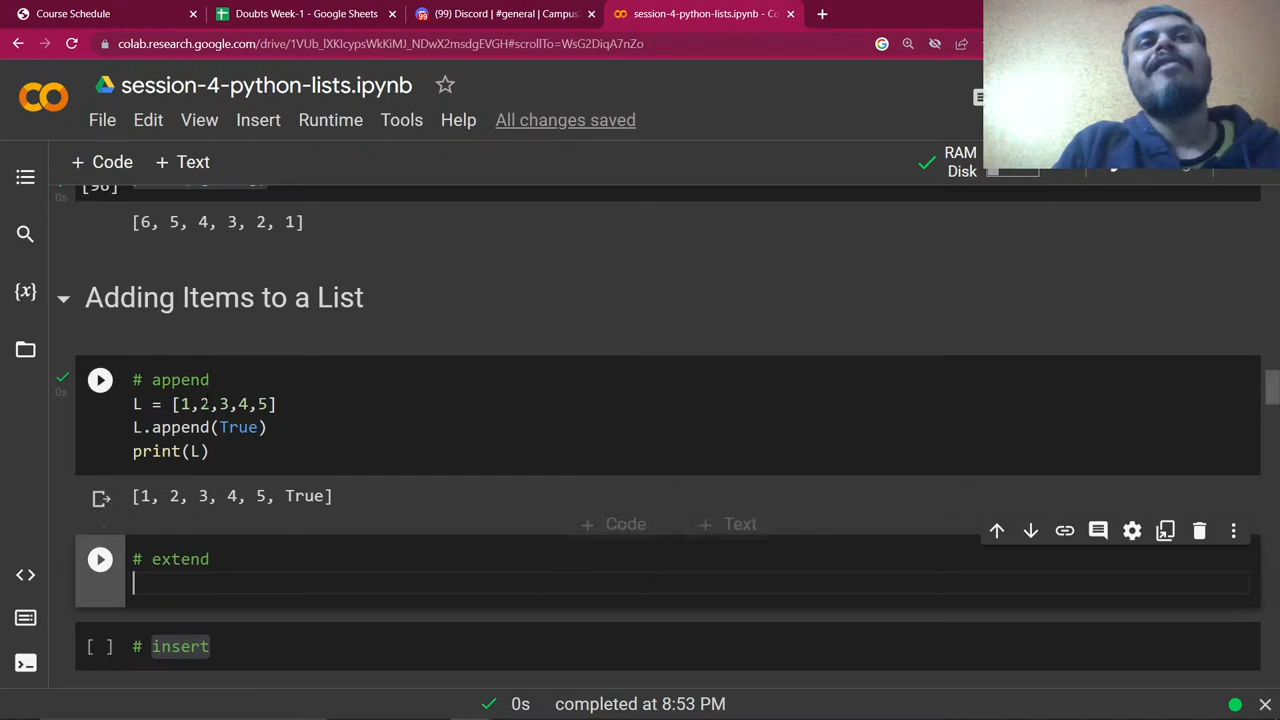 Course Schedule
Doubts Week-1 - Google Sheets
(99) Discord | #general | Campus
session-4-python-lists.ipynb - Co
colab.research.google.com/drive/1VUb_lXKIcypsWkKiMJ_NDwX2msdgEVGH#scrollTo=WsG2DiqA7nZo
session-4-python-lists.ipynb
File Edit View Insert Runtime Tools Help All changes saved
+ Code + Text
RAM
Disk
[96]
0s
[6, 5, 4, 3, 2, 1]
Adding Items to a List
# append
0s
L = [1,2,3,4,5]
L.append(True)
print(L)
[1, 2, 3, 4, 5, True]
+ Code + Text
# extend
[ ] # insert
0s completed at 8:53 PM